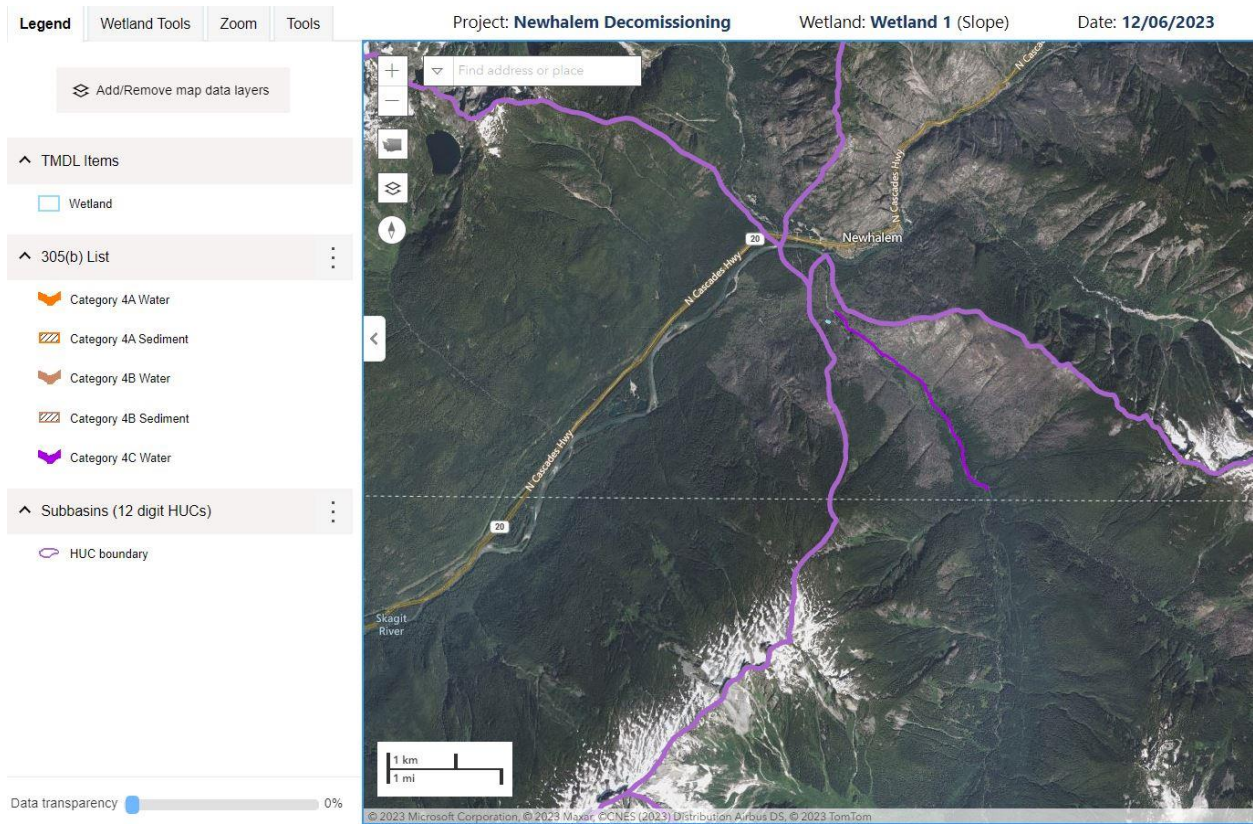 Legend
Wetland Tools
Zoom
Tools
Project: Newhalem Decomissioning
Wetland: Wetland 1 (Slope)
Date: 12/06/2023
Add/Remove map data layers
TMDL Items
Wetland
305(b) List
Category 4A Water
Category 4A Sediment
Category 4B Water
Category 4B Sediment
Category 4C Water
Subbasins (12 digit HUCs)
HUC boundary
Data transparency
0%
+
Find address or place
−
N Cascades Hwy
20
Newhalem
N Cascades Hwy
N Casca
N Cascades Hwy
20
Skagit
River
1 km
1 mi
© 2023 Microsoft Corporation, © 2023 Maxar, ©CNES (2023) Distribution Airbus DS, © 2023 TomTom